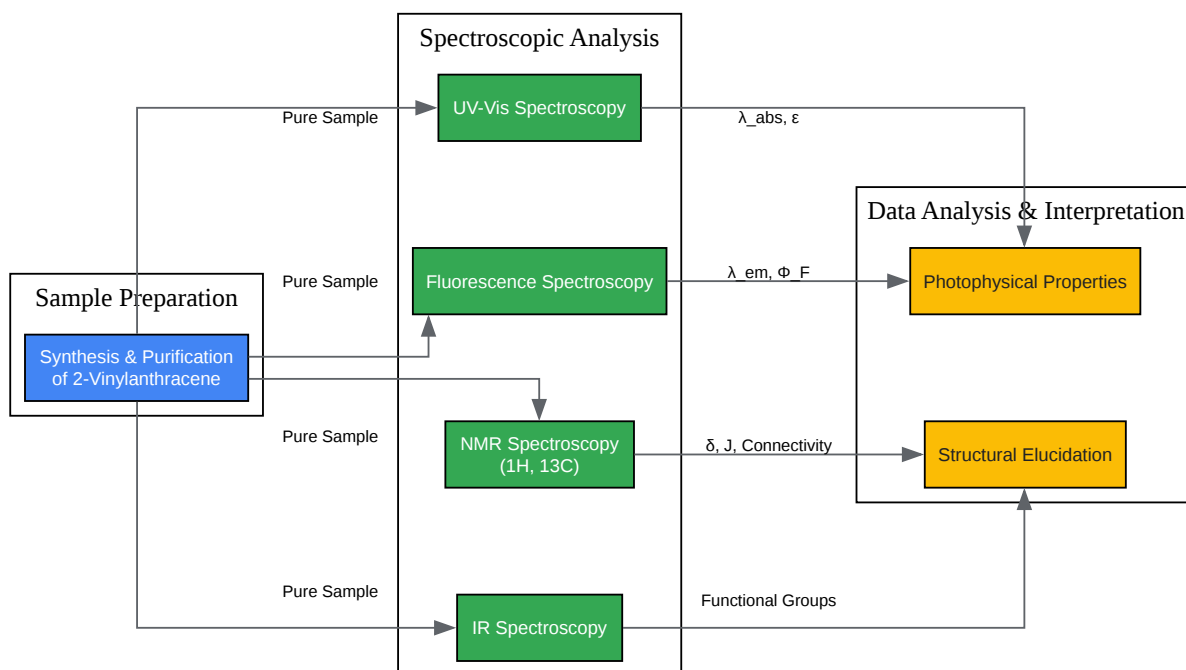 Spectroscopic Analysis
UV-Vis Spectroscopy
Pure Sample
λ_abs, ε
Data Analysis & Interpretation
Fluorescence Spectroscopy
Pure Sample
λ_em, Φ_F
Photophysical Properties
Sample Preparation
Synthesis & Purification
of 2-Vinylanthracene
Pure Sample
NMR Spectroscopy
(1H, 13C)
δ, J, Connectivity
Structural Elucidation
Pure Sample
IR Spectroscopy
Functional Groups